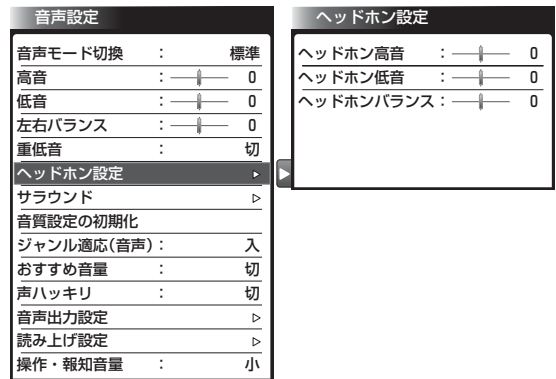 音声設定
音声モード切換 : 標準
高音 : 0
低音 : 0
左右バランス : 0
重低音 : 切
ヘッドホン設定
サラウンド
音質設定の初期化
ジャンル適応(音声) : 入
おすすめ音量 : 切
声ハッキリ : 切
音声出力設定
読み上げ設定
操作・報知音量 : 小
ヘッドホン設定
ヘッドホン高音 : 0
ヘッドホン低音 : 0
ヘッドホンバランス : 0